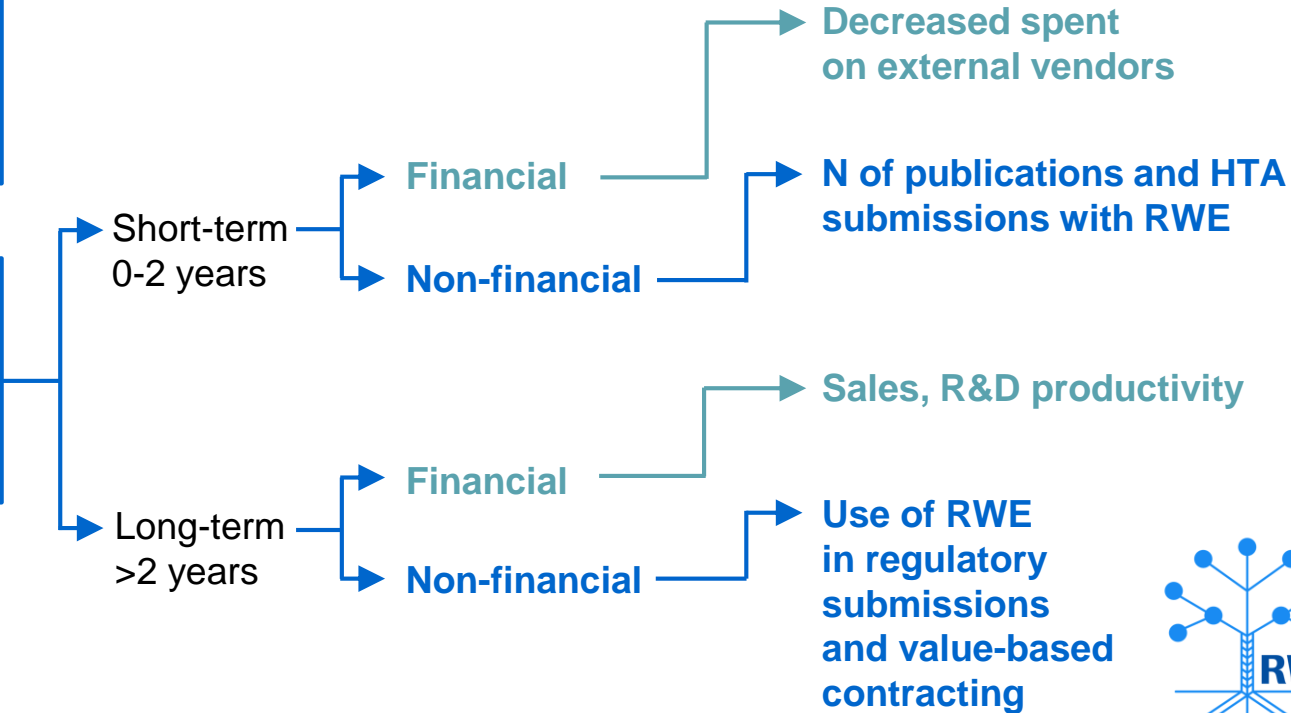 Decreased spent
on external vendors
Financial
N of publications and HTA
submissions with RWE
Short-term
0-2 years
Non-financial
Sales, R&D productivity
Financial
Long-term
>2 years
Use of RWE
in regulatory
submissions
and value-based
contracting
Non-financial